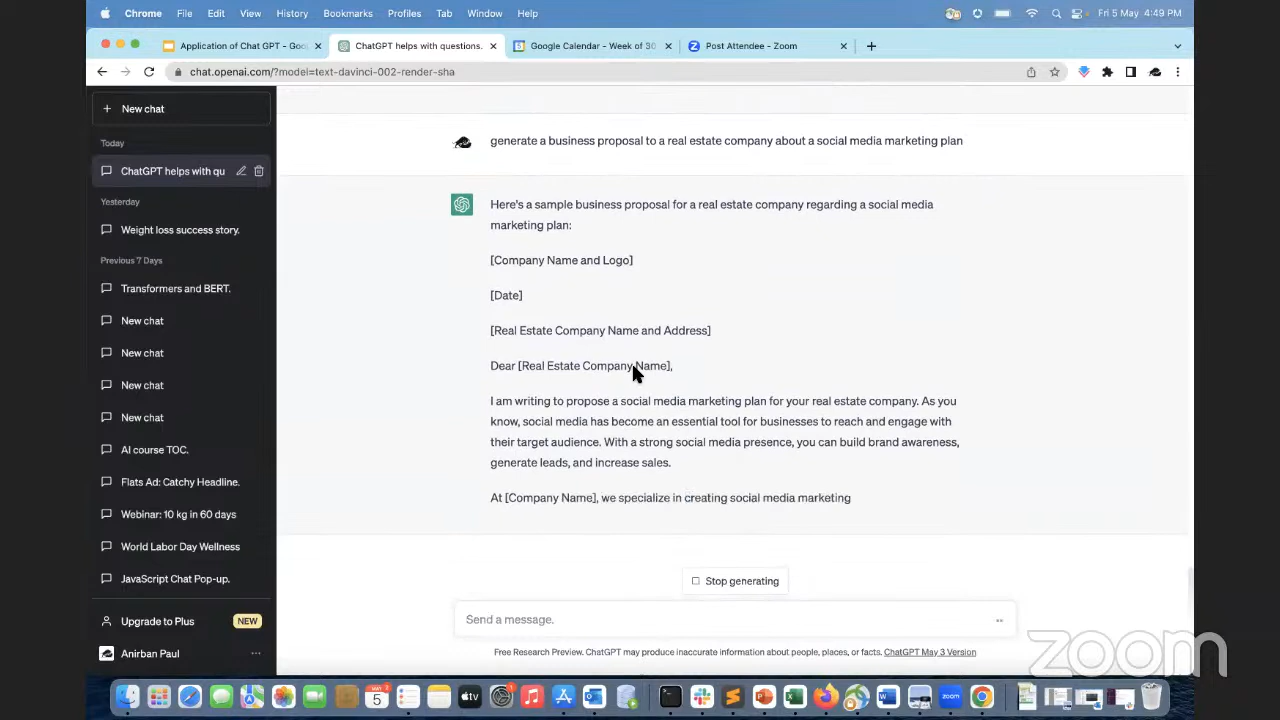 Chrome File Edit View History Bookmarks Profiles Tab Window Help Fri 5 May 4:49 PM
Application of Chat GPT - Goo
ChatGPT helps with questions.
Google Calendar - Week of 30
Post Attendee - Zoom
chat.openai.com/?model=text-davinci-002-render-sha
New chat
Today
ChatGPT helps with qu
Yesterday
Weight loss success story.
Previous 7 Days
Transformers and BERT.
New chat
New chat
New chat
New chat
AI course TOC.
Flats Ad: Catchy Headline.
Webinar: 10 kg in 60 days
World Labor Day Wellness
JavaScript Chat Pop-up.
Upgrade to Plus NEW
Anirban Paul
generate a business proposal to a real estate company about a social media marketing plan
Here's a sample business proposal for a real estate company regarding a social media
marketing plan:
[Company Name and Logo]
[Date]
[Real Estate Company Name and Address]
Dear [Real Estate Company Name],
I am writing to propose a social media marketing plan for your real estate company. As you
know, social media has become an essential tool for businesses to reach and engage with
their target audience. With a strong social media presence, you can build brand awareness,
generate leads, and increase sales.
At [Company Name], we specialize in creating social media marketing
Stop generating
Send a message.
Free Research Preview. ChatGPT may produce inaccurate information about people, places, or facts. ChatGPT May 3 Version
zoom
5
tv
zoom